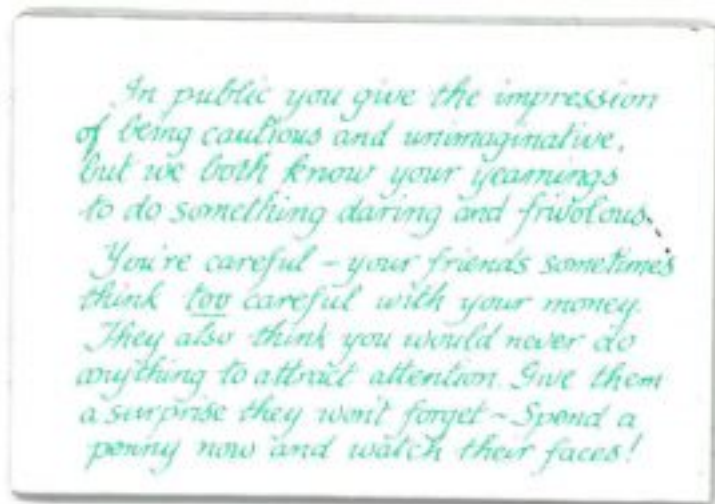 In public you give the impression
of being cautious and unimaginative,
but we both know your yearnings
to do something daring and frivolous.
You're careful – your friends sometimes
think too careful with your money.
They also think you would never do
anything to attract attention. Give them
a surprise they won't forget – Spend a
penny now and watch their faces!